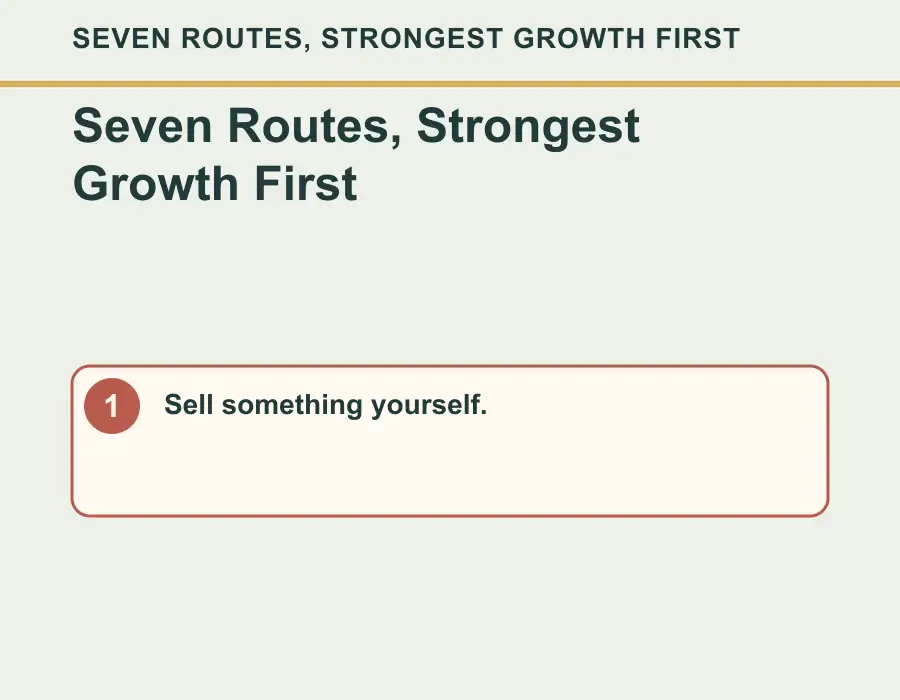 SEVEN ROUTES, STRONGEST GROWTH FIRST
Seven Routes, Strongest
Growth First
1
Sell something yourself.